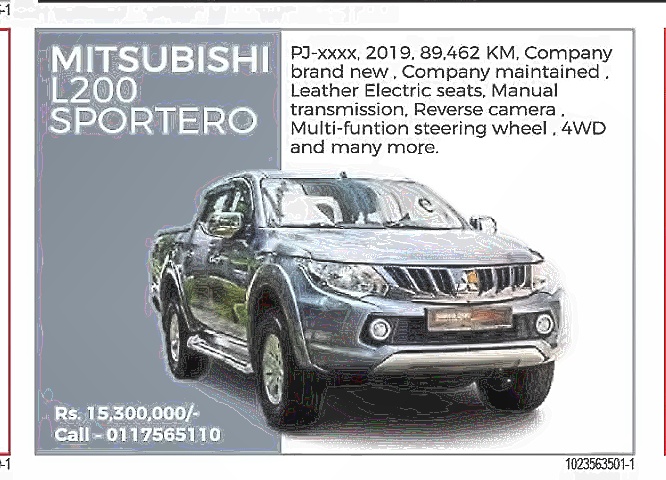 MITSUBISHI
L200
SPORTERO
PJ-xxxx, 2019, 89,462 KM, Company
brand new , Company maintained ,
Leather Electric seats, Manual
transmission, Reverse camera ,
Multi-funtion steering wheel , 4WD
and many more.
Rs. 15,300,000/-
Call - 0117565110
1023563501-1